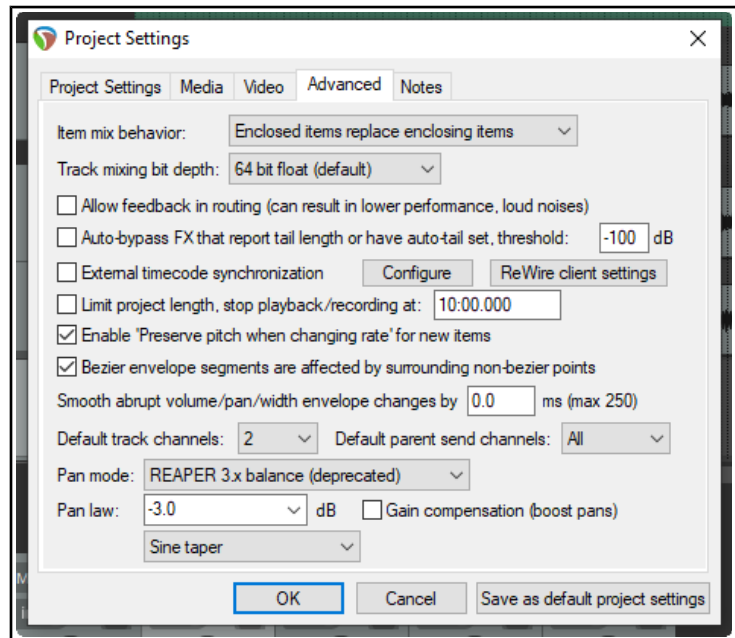 Project Settings
Project Settings Media Video Advanced Notes
Item mix behavior: Enclosed items replace enclosing items
Track mixing bit depth: 64 bit float (default)
Allow feedback in routing (can result in lower performance, loud noises)
Auto-bypass FX that report tail length or have auto-tail set, threshold: -100 dB
External timecode synchronization Configure ReWire client settings
Limit project length, stop playback/recording at: 10:00.000
Enable 'Preserve pitch when changing rate' for new items
Bezier envelope segments are affected by surrounding non-bezier points
Smooth abrupt volume/pan/width envelope changes by 0.0 ms (max 250)
Default track channels: 2 Default parent send channels: All
Pan mode: REAPER 3.x balance (deprecated)
Pan law: -3.0 dB Gain compensation (boost pans)
Sine taper
OK Cancel Save as default project settings